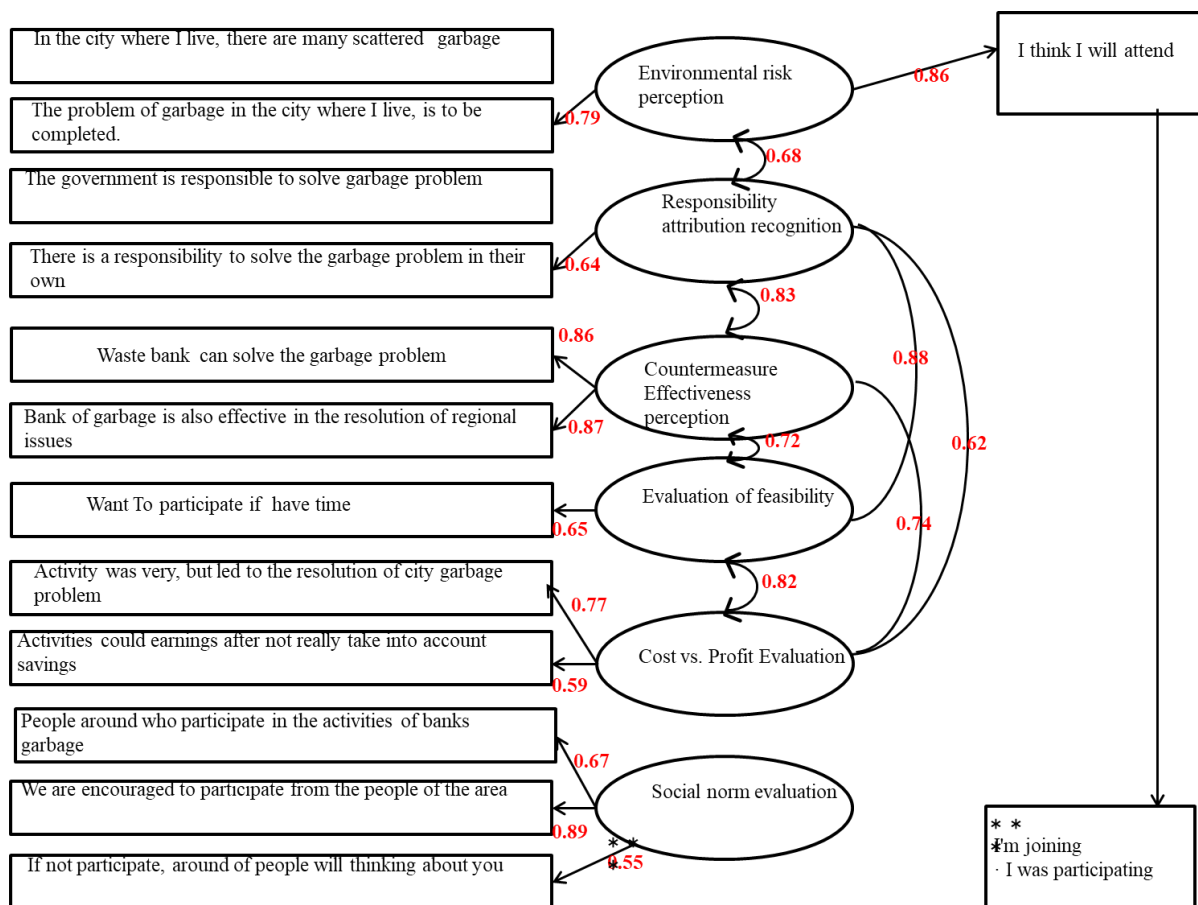 In the city where I live, there are many scattered garbage
The problem of garbage in the city where I live, is to be
completed.
The government is responsible to solve garbage problem
There is a responsibility to solve the garbage problem in their
own
Waste bank can solve the garbage problem
Bank of garbage is also effective in the resolution of regional
issues
Want To participate if have time
Activity was very, but led to the resolution of city garbage
problem
Activities could earnings after not really take into account
savings
People around who participate in the activities of banks
garbage
We are encouraged to participate from the people of the area
If not participate, around of people will thinking about you
0.79
0.64
0.86
0.87
0.65
0.77
0.59
0.67
0.89
* *
*
0.55
Environmental risk
perception
0.68
Responsibility
attribution recognition
0.83
Countermeasure
Effectiveness
perception
0.72
Evaluation of feasibility
0.82
Cost vs. Profit Evaluation
Social norm evaluation
0.86
0.88
0.62
0.74
I think I will attend
* *
*
I'm joining
· I was participating